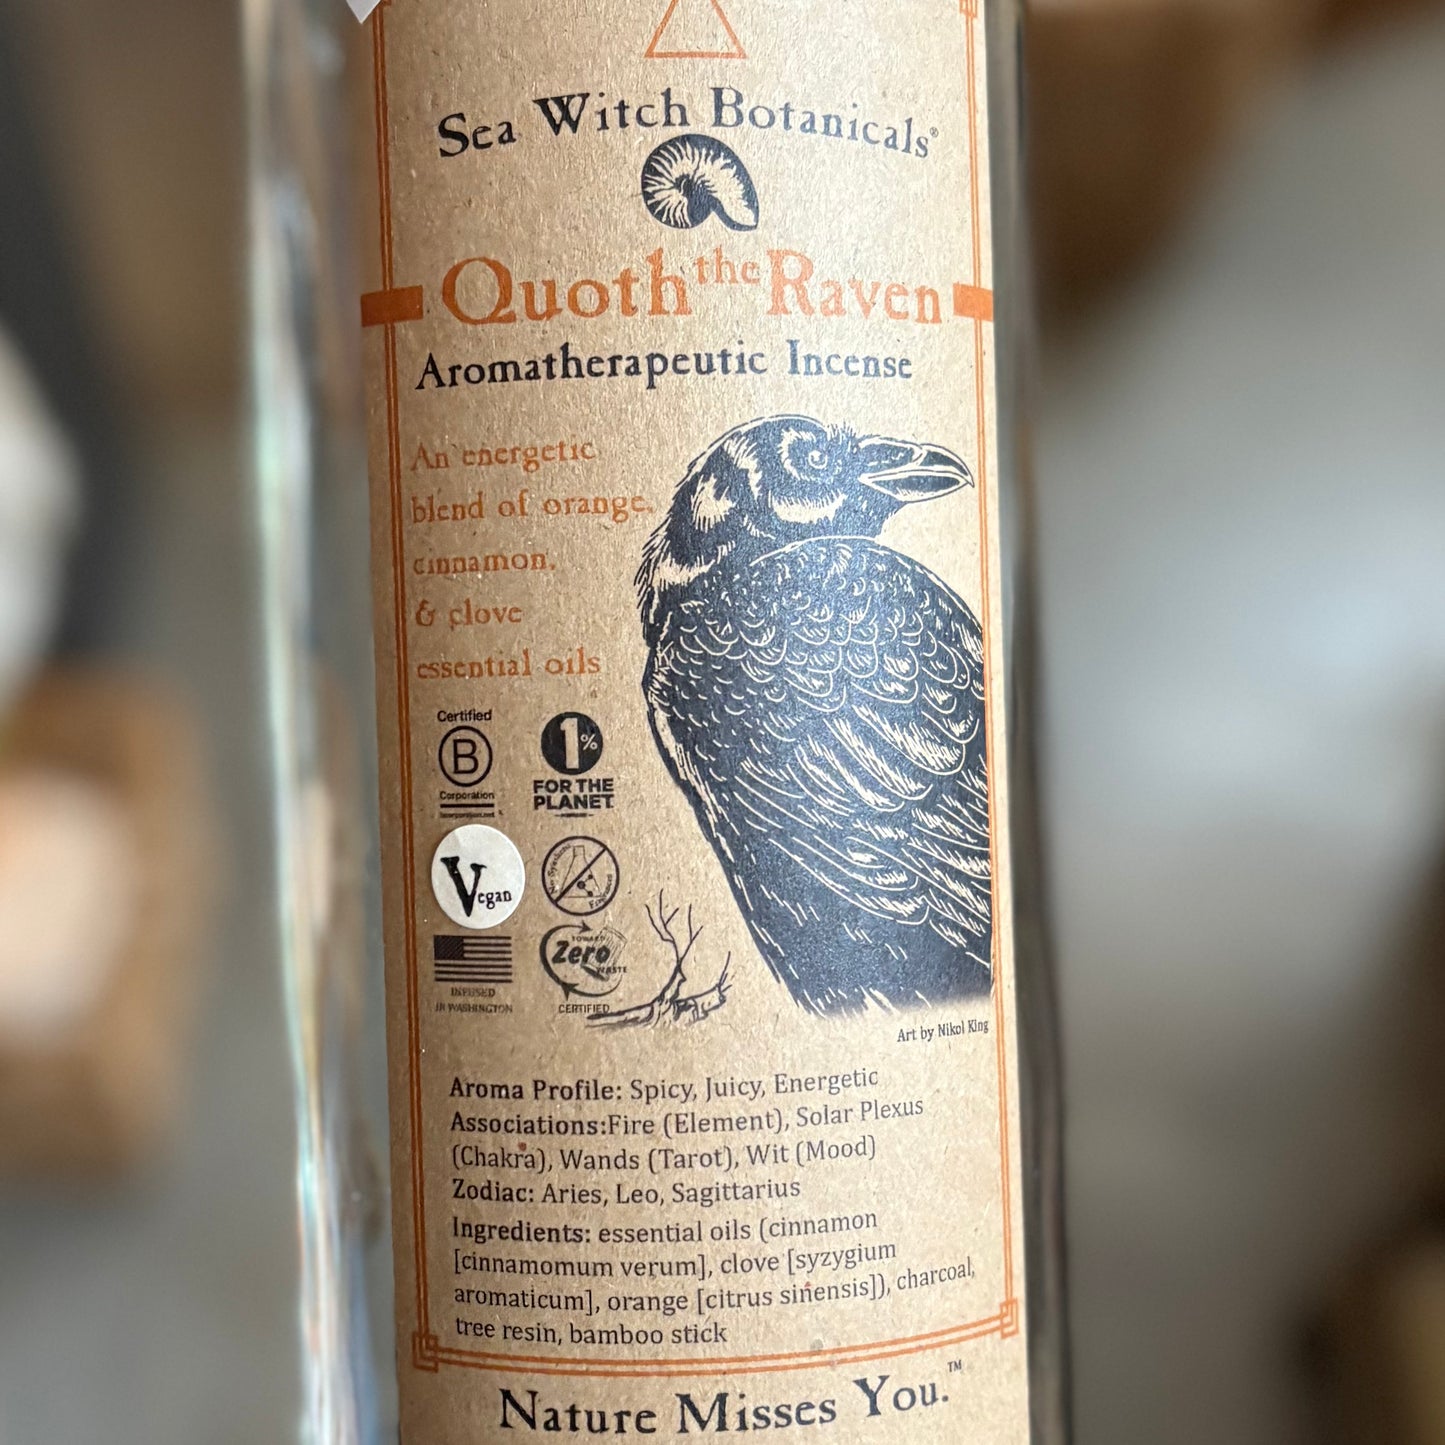 Sea Witch Botanicals®
Quoth the Raven
Aromatherapeutic Incense
An energetic
blend of orange,
cinnamon,
& clove
essential oils
Certified
B
Corporation
1%
FOR THE
PLANET
Vegan
TOWARD
Zero
WASTE
CERTIFIED
INFUSED
IN WASHINGTON
Art by Nikol King
Aroma Profile: Spicy, Juicy, Energetic
Associations:Fire (Element), Solar Plexus
(Chakra), Wands (Tarot), Wit (Mood)
Zodiac: Aries, Leo, Sagittarius
Ingredients: essential oils (cinnamon
[cinnamomum verum], clove [syzygium
aromaticum], orange [citrus sinensis]), charcoal,
tree resin, bamboo stick
Nature Misses You.™